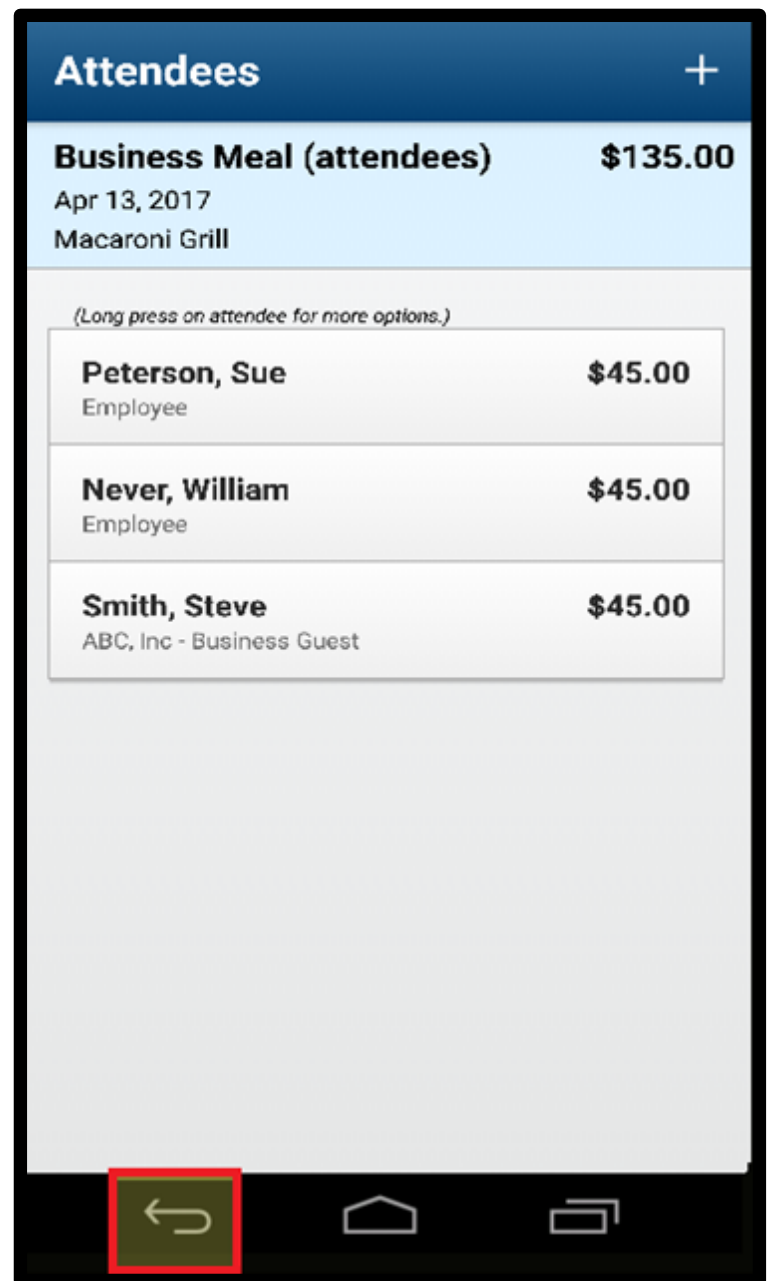 Attendees +
Business Meal (attendees) $135.00
Apr 13, 2017
Macaroni Grill
(Long press on attendee for more options.)
Peterson, Sue $45.00
Employee
Never, William $45.00
Employee
Smith, Steve $45.00
ABC, Inc - Business Guest